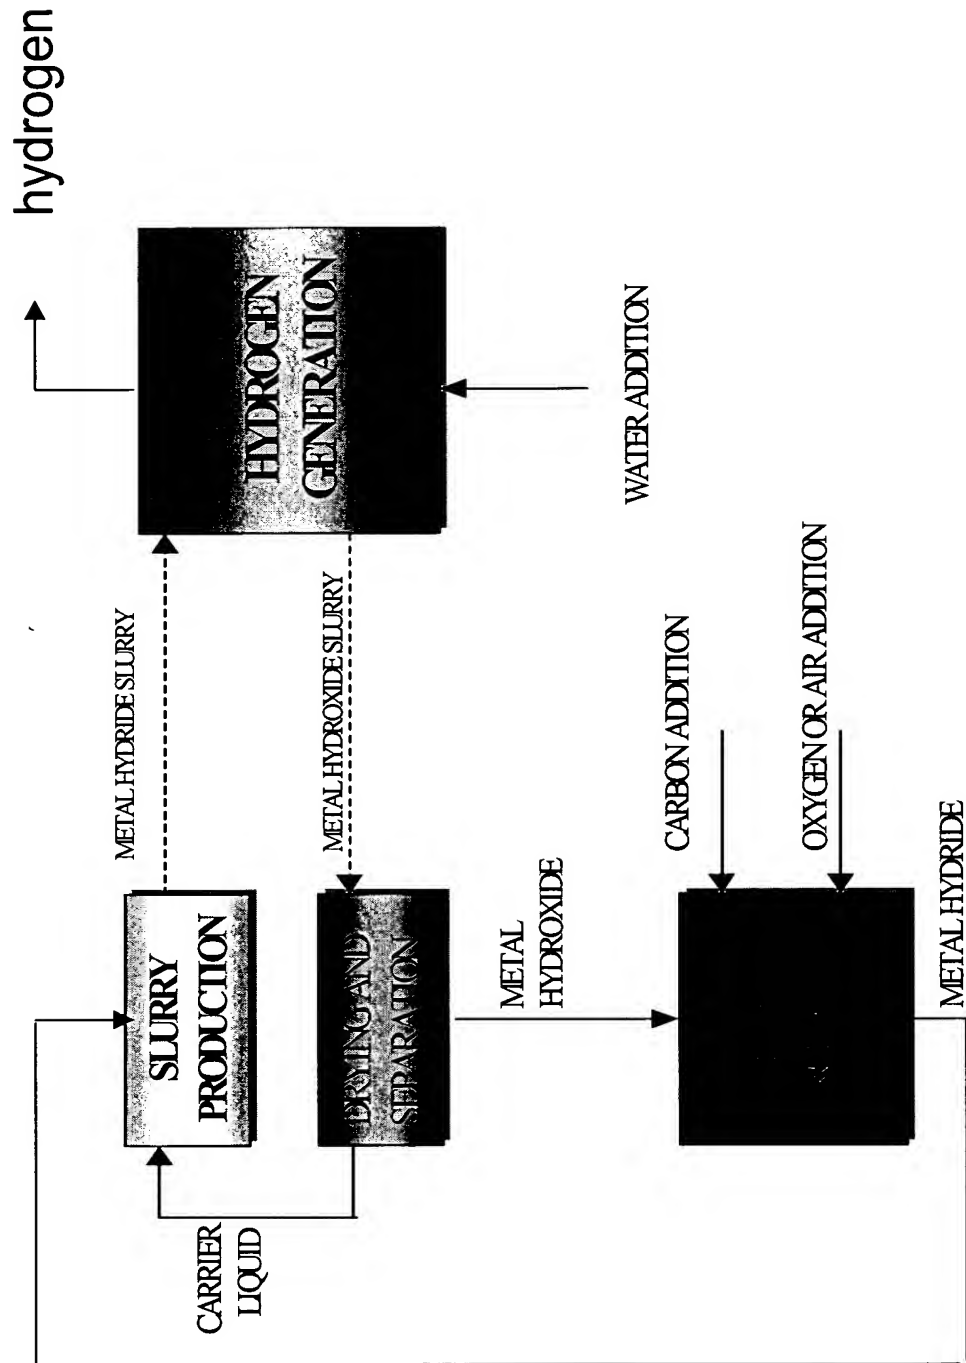 hydrogen
HYDROGEN
GENERATION
WATER ADDITION
METAL HYDRIDE SLURRY
METAL HYDROXIDE SLURRY
SLURRY
PRODUCTION
DRYING AND
SEPARATION
CARRIER
LIQUID
METAL
HYDROXIDE
CARBON ADDITION
OXYGEN OR AIR ADDITION
METAL HYDRIDE